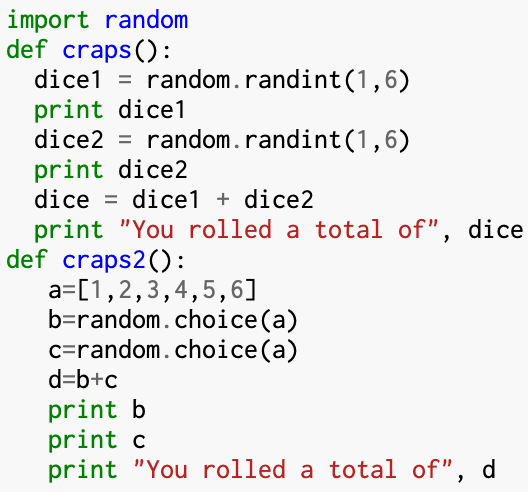 import random
def craps():
  dice1 = random.randint(1,6)
  print dice1
  dice2 = random.randint(1,6)
  print dice2
  dice = dice1 + dice2
  print "You rolled a total of", dice
def craps2():
   a=[1,2,3,4,5,6]
   b=random.choice(a)
   c=random.choice(a)
   d=b+c
   print b
   print c
   print "You rolled a total of", d